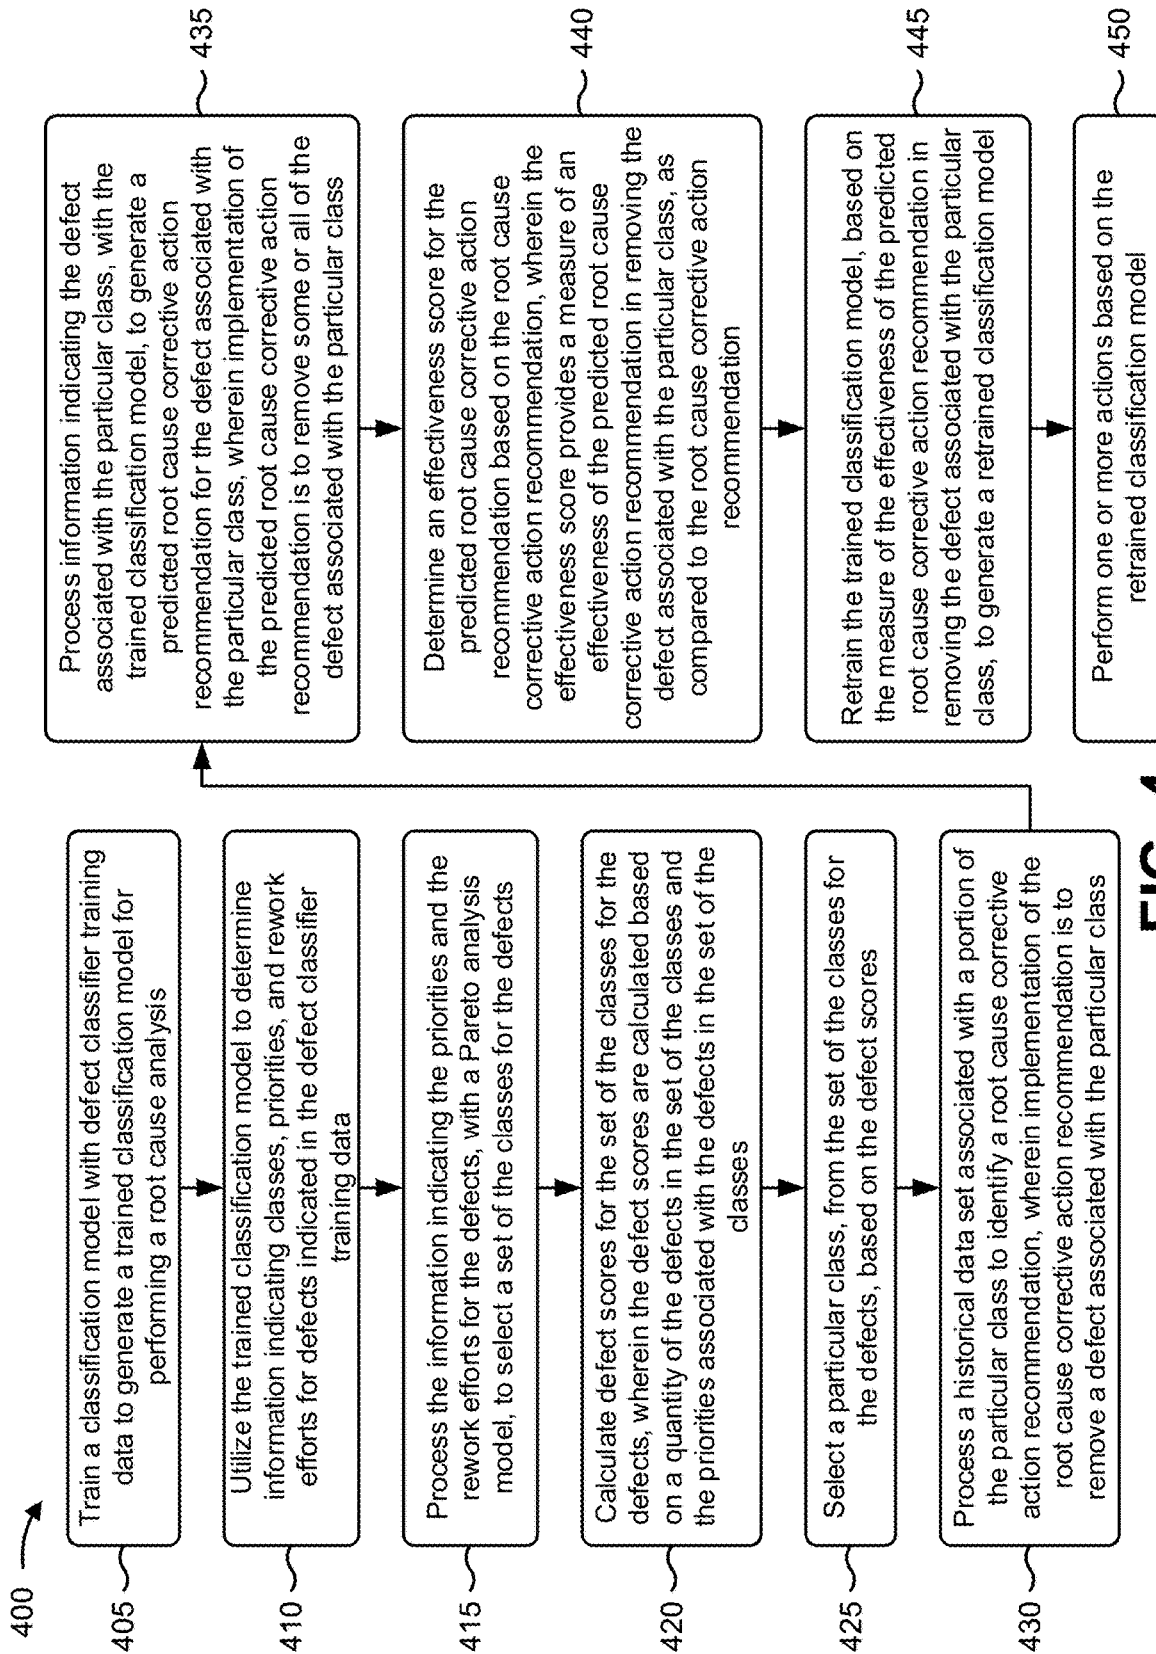 400
405
Train a classification model with defect classifier training
data to generate a trained classification model for
performing a root cause analysis
410
Utilize the trained classification model to determine
information indicating classes, priorities, and rework
efforts for defects indicated in the defect classifier
training data
415
Process the information indicating the priorities and the
rework efforts for the defects, with a Pareto analysis
model, to select a set of the classes for the defects
420
Calculate defect scores for the set of the classes for the
defects, wherein the defect scores are calculated based
on a quantity of the defects in the set of the classes and
the priorities associated with the defects in the set of the
classes
425
Select a particular class, from the set of the classes for
the defects, based on the defect scores
430
Process a historical data set associated with a portion of
the particular class to identify a root cause corrective
action recommendation, wherein implementation of the
root cause corrective action recommendation is to
remove a defect associated with the particular class
435
Process information indicating the defect
associated with the particular class, with the
trained classification model, to generate a
predicted root cause corrective action
recommendation for the defect associated with
the particular class, wherein implementation of
the predicted root cause corrective action
recommendation is to remove some or all of the
defect associated with the particular class
440
Determine an effectiveness score for the
predicted root cause corrective action
recommendation based on the root cause
corrective action recommendation, wherein the
effectiveness score provides a measure of an
effectiveness of the predicted root cause
corrective action recommendation in removing the
defect associated with the particular class, as
compared to the root cause corrective action
recommendation
445
Retrain the trained classification model, based on
the measure of the effectiveness of the predicted
root cause corrective action recommendation in
removing the defect associated with the particular
class, to generate a retrained classification model
450
Perform one or more actions based on the
retrained classification model